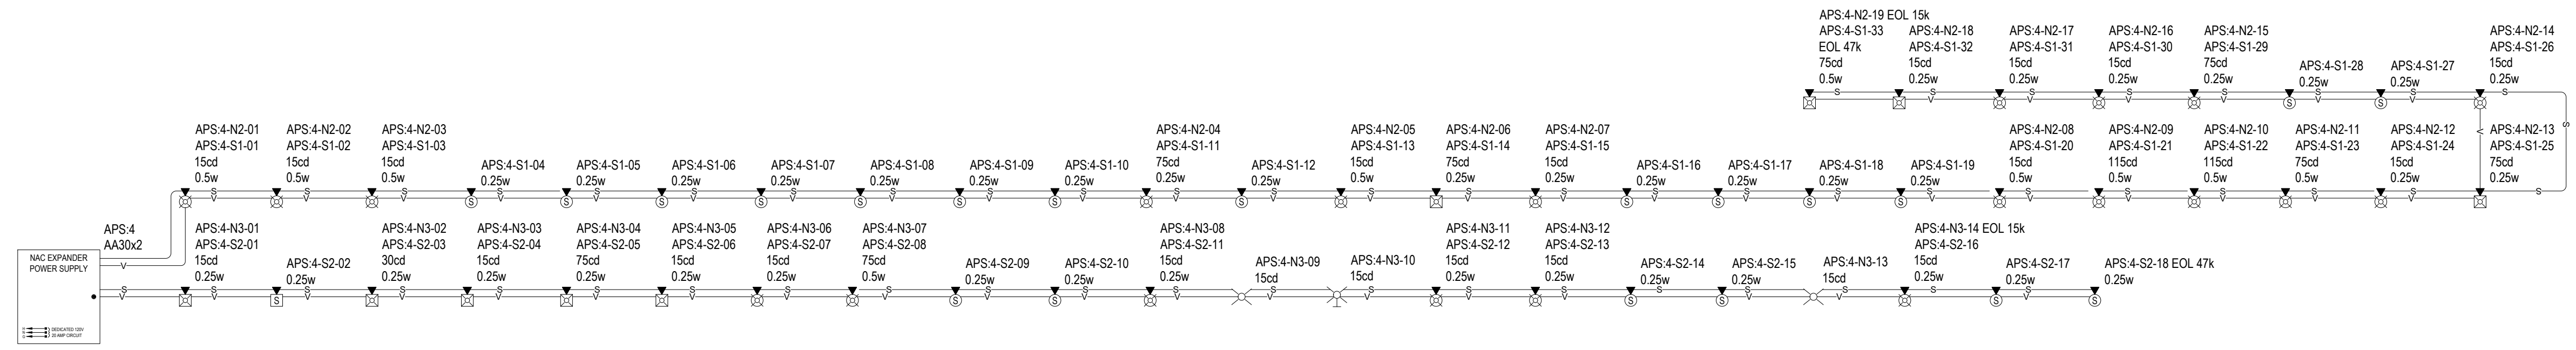 APS:4-N2-19 EOL 15k
APS:4-S1-33
EOL 47k
75cd
0.5w
APS:4-N2-18
APS:4-S1-32
15cd
0.25w
APS:4-N2-17
APS:4-S1-31
15cd
0.25w
APS:4-N2-16
APS:4-S1-30
15cd
0.25w
APS:4-N2-15
APS:4-S1-29
75cd
0.25w
APS:4-S1-28
0.25w
APS:4-S1-27
0.25w
APS:4-N2-14
APS:4-S1-26
15cd
0.25w
APS:4-N2-01
APS:4-S1-01
15cd
0.5w
APS:4-N2-02
APS:4-S1-02
15cd
0.5w
APS:4-N2-03
APS:4-S1-03
15cd
0.5w
APS:4-S1-04
0.25w
APS:4-S1-05
0.25w
APS:4-S1-06
0.25w
APS:4-S1-07
0.25w
APS:4-S1-08
0.25w
APS:4-S1-09
0.25w
APS:4-S1-10
0.25w
APS:4-N2-04
APS:4-S1-11
75cd
0.25w
APS:4-S1-12
0.25w
APS:4-N2-05
APS:4-S1-13
15cd
0.5w
APS:4-N2-06
APS:4-S1-14
75cd
0.25w
APS:4-N2-07
APS:4-S1-15
15cd
0.25w
APS:4-S1-16
0.25w
APS:4-S1-17
0.25w
APS:4-S1-18
0.25w
APS:4-S1-19
0.25w
APS:4-N2-08
APS:4-S1-20
15cd
0.5w
APS:4-N2-09
APS:4-S1-21
115cd
0.5w
APS:4-N2-10
APS:4-S1-22
115cd
0.5w
APS:4-N2-11
APS:4-S1-23
75cd
0.5w
APS:4-N2-12
APS:4-S1-24
15cd
0.25w
APS:4-N2-13
APS:4-S1-25
75cd
0.25w
APS:4
AA30x2
NAC EXPANDER
POWER SUPPLY
DEDICATED 120V
20 AMP CIRCUIT
APS:4-N3-01
APS:4-S2-01
15cd
0.25w
APS:4-S2-02
0.25w
APS:4-N3-02
APS:4-S2-03
30cd
0.25w
APS:4-N3-03
APS:4-S2-04
15cd
0.25w
APS:4-N3-04
APS:4-S2-05
75cd
0.25w
APS:4-N3-05
APS:4-S2-06
15cd
0.25w
APS:4-N3-06
APS:4-S2-07
15cd
0.25w
APS:4-N3-07
APS:4-S2-08
75cd
0.5w
APS:4-S2-09
0.25w
APS:4-S2-10
0.25w
APS:4-N3-08
APS:4-S2-11
15cd
0.25w
APS:4-N3-09
15cd
APS:4-N3-10
15cd
APS:4-N3-11
APS:4-S2-12
15cd
0.25w
APS:4-N3-12
APS:4-S2-13
15cd
0.25w
APS:4-S2-14
0.25w
APS:4-S2-15
0.25w
APS:4-N3-13
15cd
APS:4-N3-14 EOL 15k
APS:4-S2-16
15cd
0.25w
APS:4-S2-17
0.25w
APS:4-S2-18 EOL 47k
0.25w